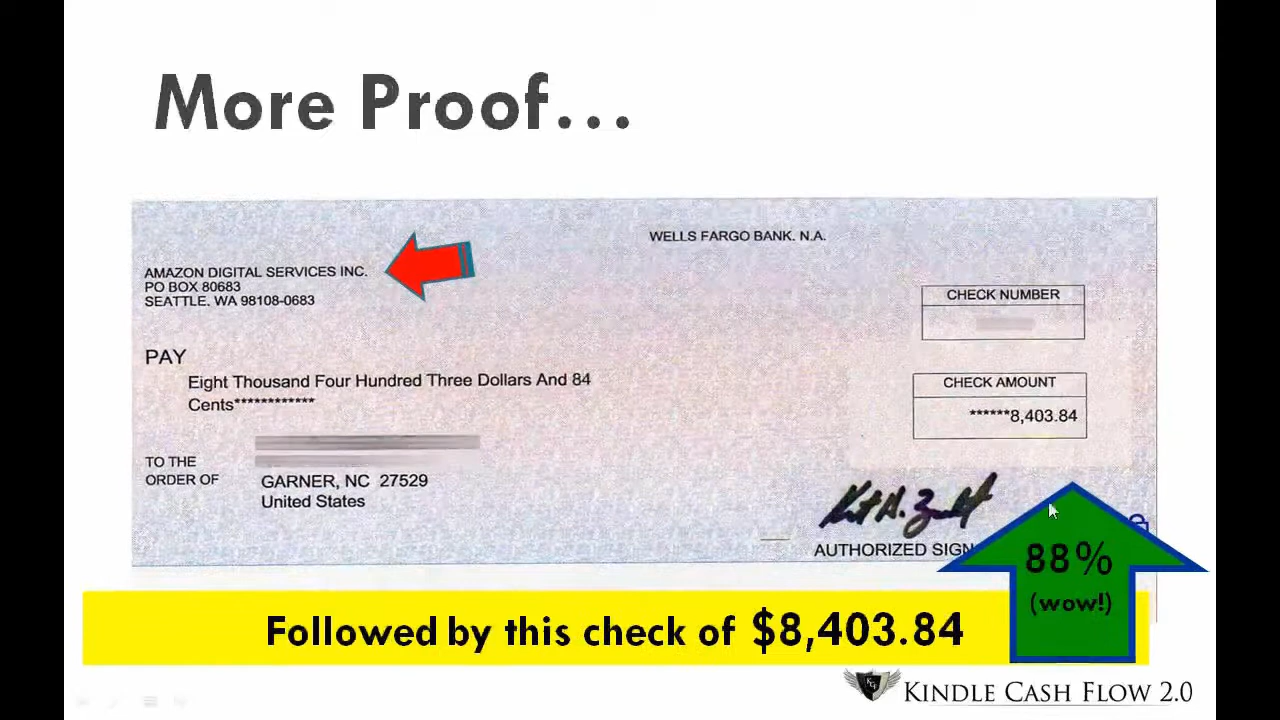 More Proof...
WELLS FARGO BANK. N.A.
AMAZON DIGITAL SERVICES INC.
PO BOX 80683
SEATTLE. WA 98108-0683
CHECK NUMBER
PAY
Eight Thousand Four Hundred Three Dollars And 84
Cents************
CHECK AMOUNT
******8,403.84
TO THE
ORDER OF
GARNER, NC 27529
United States
AUTHORIZED SIGN
88%
(wow!)
Followed by this check of $8,403.84
KINDLE CASH FLOW 2.0